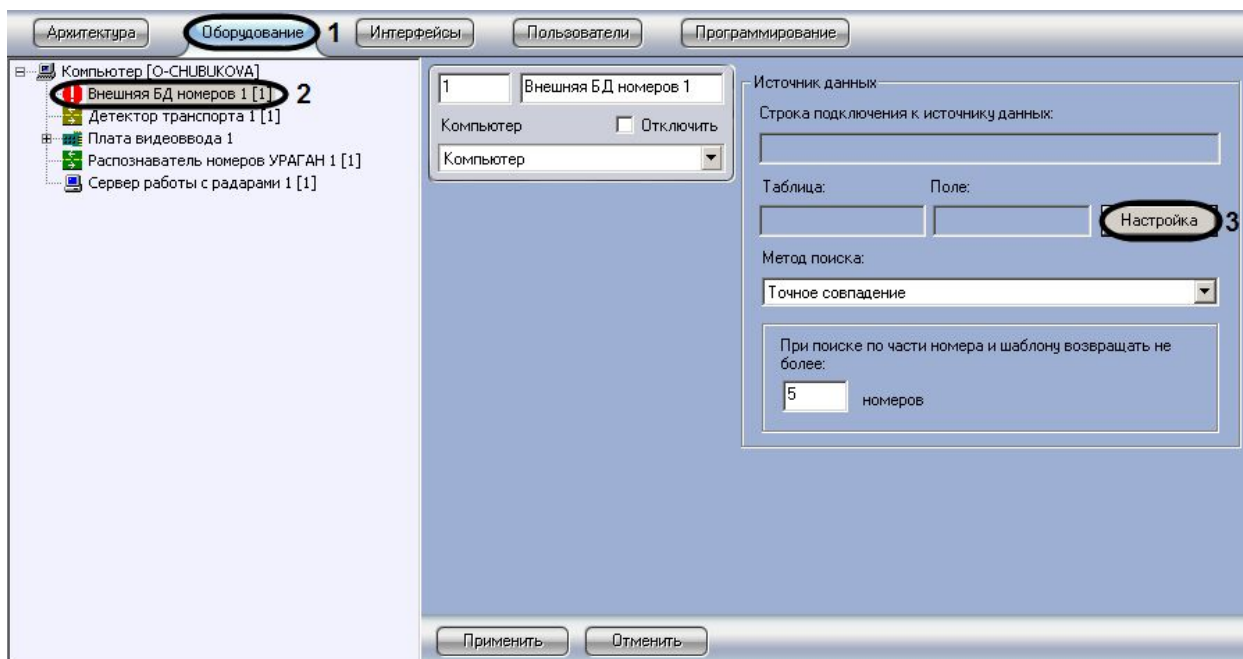 Архитектура
Оборудование
1
Интерфейсы
Пользователи
Программирование
Компьютер [O-CHUBUKOVA]
Внешняя БД номеров 1 [1]
2
Детектор транспорта 1 [1]
Плата видеоввода 1
Распознаватель номеров УРАГАН 1 [1]
Сервер работы с радарами 1 [1]
1
Внешняя БД номеров 1
Компьютер
Отключить
Компьютер
Источник данных
Строка подключения к источнику данных:
Таблица:
Поле:
Настройка
3
Метод поиска:
Точное совпадение
При поиске по части номера и шаблону возвращать не
более:
5
номеров
Применить
Отменить